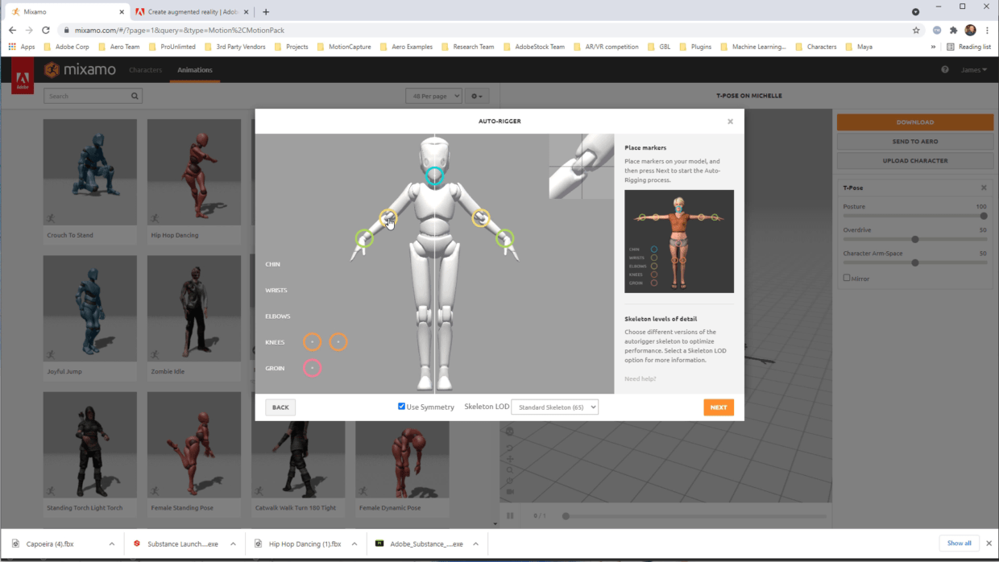 Mixamo
Create augmented reality | Adob
mixamo.com/#/?page=1&query=&type=Motion%2CMotionPack
Apps
Adobe Corp
Aero Team
ProUnlimted
3rd Party Vendors
Projects
MotionCapture
Aero Examples
Research Team
AdobeStock Team
AR/VR competition
GBL
Plugins
Machine Learning...
Characters
Maya
»
Reading list
Adobe
mixamo
Characters
Animations
James
Search
48 Per page
T-POSE ON MICHELLE
AUTO-RIGGER
DOWNLOAD
SEND TO AERO
UPLOAD CHARACTER
T-Pose
Posture 100
Overdrive 50
Character Arm-Space 50
Mirror
Crouch To Stand
Hip Hop Dancing
Joyful Jump
Zombie Idle
Standing Torch Light Torch
Female Standing Pose
Catwalk Walk Turn 180 Tight
Female Dynamic Pose
CHIN
WRISTS
ELBOWS
KNEES
GROIN
Place markers
Place markers on your model, and
then press Next to start the Auto-
Rigging process.
CHIN
WRISTS
ELBOWS
KNEES
GROIN
Skeleton levels of detail
Choose different versions of the
autorigger skeleton to optimize
performance. Select a Skeleton LOD
option for more information.
Need help?
BACK
Use Symmetry
Skeleton LOD
Standard Skeleton (65)
NEXT
0 / 1
Capoeira (4).fbx
Substance Launch....exe
Hip Hop Dancing (1).fbx
Adobe_Substance_....exe
Show all